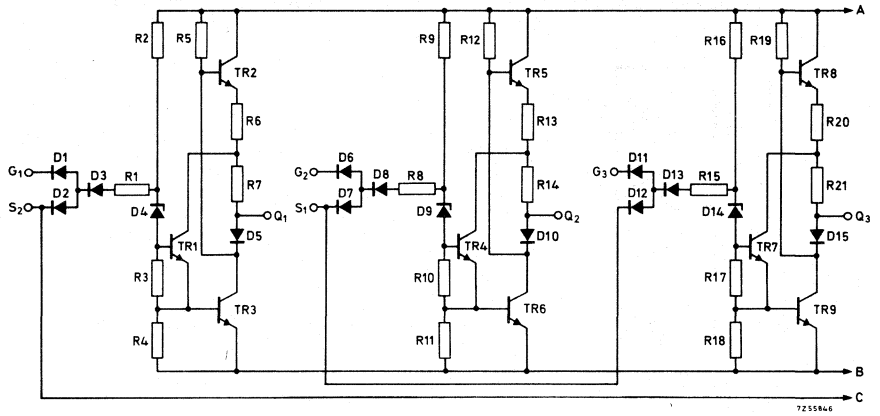 R2 R5 R9 R12 R16 R19 A
TR2 TR5 TR8
R6 R13 R20
G1 D1 D3 R1 R7 G2 D6 D8 R8 R14 G3 D11 D13 R15 R21
S2 D2 D4 Q1 S1 D7 D9 Q2 D12 D14 Q3
TR1 D5 TR4 D10 TR7 D15
R3 R10 R17
TR3 TR6 TR9
R4 R11 R18
B
C
7Z55846